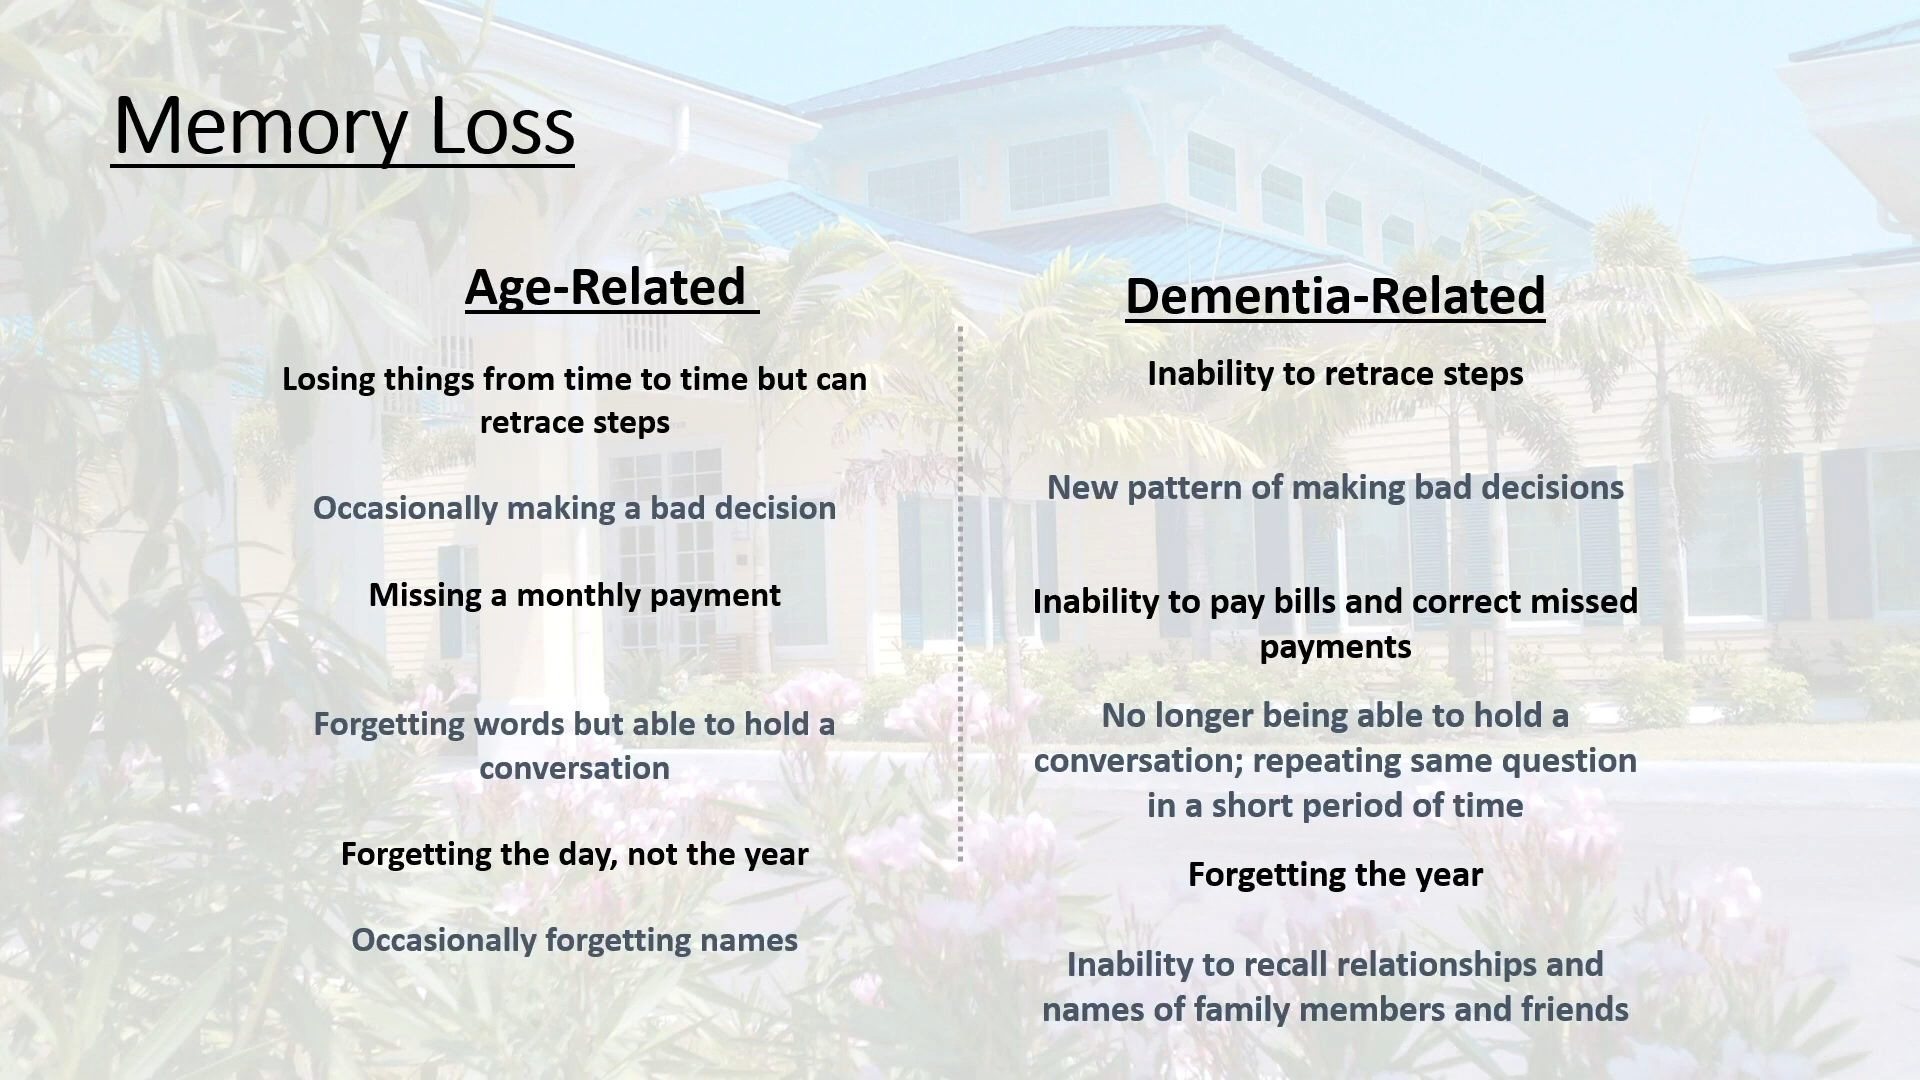 Memory Loss
Age-Related
Losing things from time to time but can
retrace steps
Occasionally making a bad decision
Missing a monthly payment
Forgetting words but able to hold a
conversation
Forgetting the day, not the year
Occasionally forgetting names
Dementia-Related
Inability to retrace steps
New pattern of making bad decisions
Inability to pay bills and correct missed
payments
No longer being able to hold a
conversation; repeating same question
in a short period of time
Forgetting the year
Inability to recall relationships and
names of family members and friends